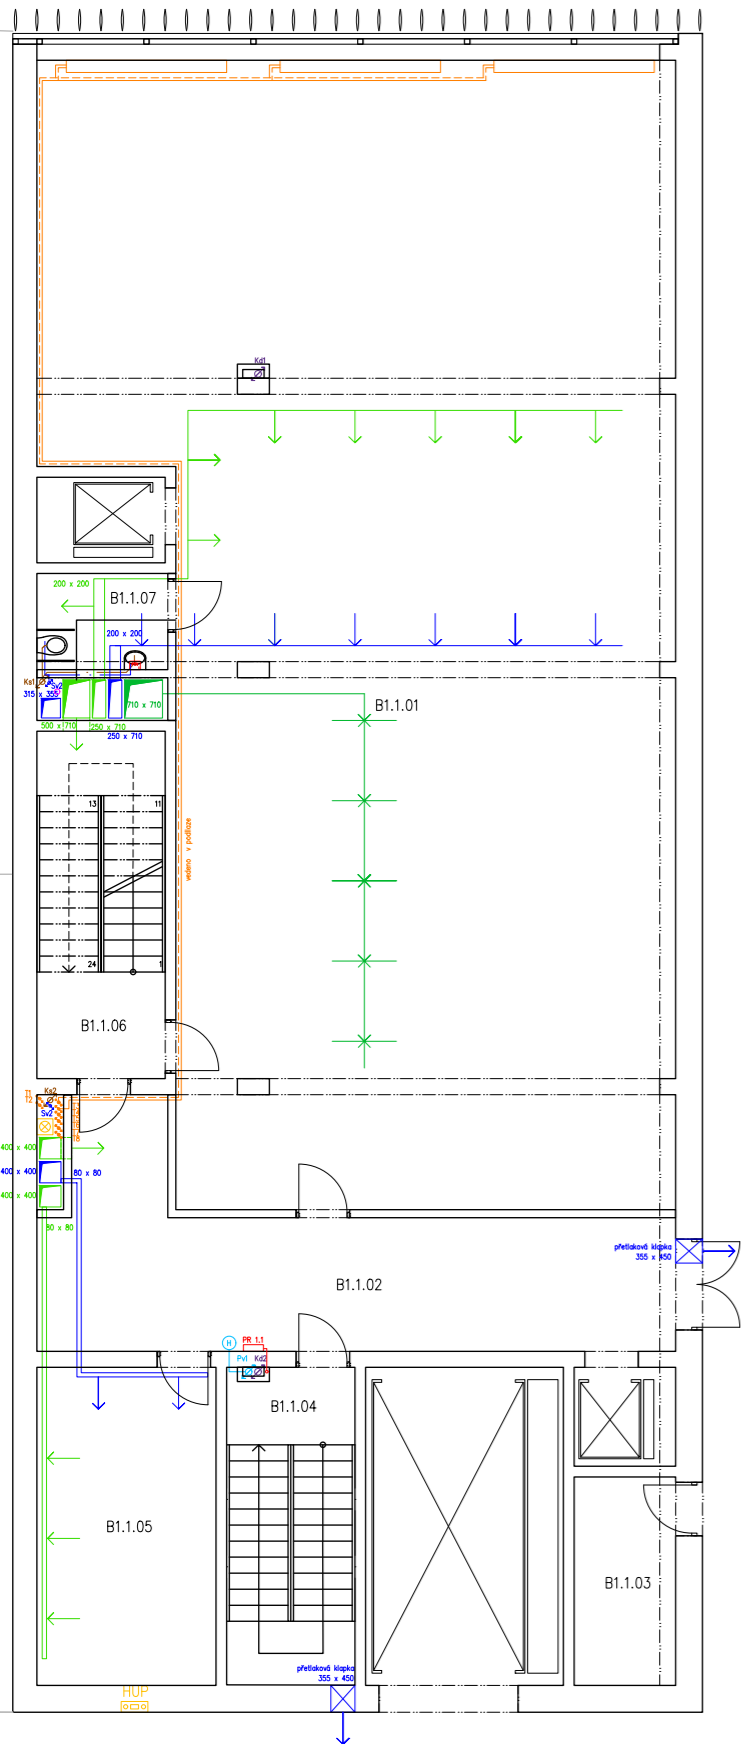 Kd1
200 x 200
B1.1.07
200 x 200
Ks1
Sv2
315 x 355
710 x 710
B1.1.01
500 x 710
250 x 710
250 x 710
13
11
vedeno v podlaze
24
1
B1.1.06
T1
T2
Ks2
Sv2
400 x 400
400 x 400
80 x 80
400 x 400
80 x 80
přetlaková klapka
355 x 450
B1.1.02
H
PR 1.1
Pv1
Kd2
B1.1.04
B1.1.05
B1.1.03
přetlaková klapka
355 x 450
HUP